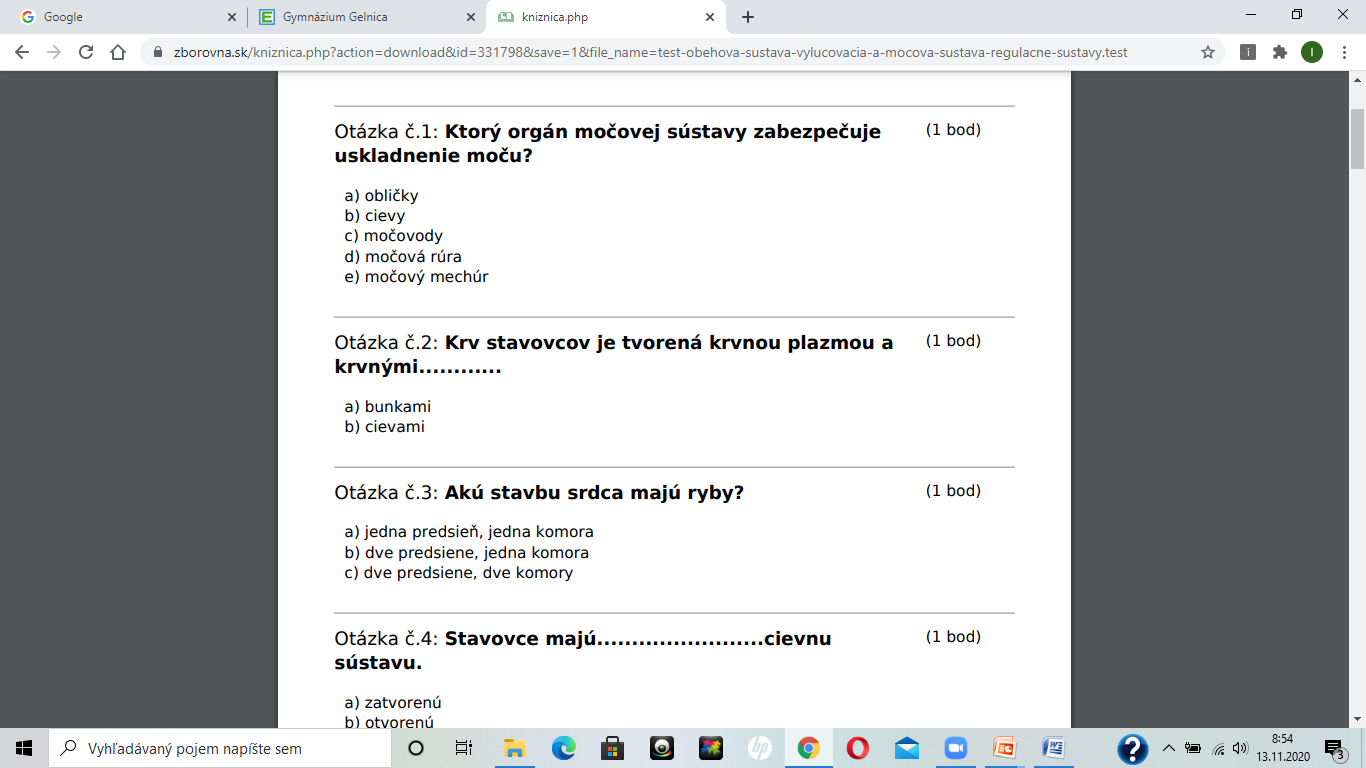 Google
Gymnázium Gelnica
kniznica.php
zborovna.sk/kniznica.php?action=download&id=331798&save=1&file_name=test-obehova-sustava-vylucovacia-a-mocova-sustava-regulacne-sustavy.test
Otázka č.1: Ktorý orgán močovej sústavy zabezpečuje (1 bod)
uskladnenie moču?
a) obličky
b) cievy
c) močovody
d) močová rúra
e) močový mechúr
Otázka č.2: Krv stavovcov je tvorená krvnou plazmou a (1 bod)
krvnými............
a) bunkami
b) cievami
Otázka č.3: Akú stavbu srdca majú ryby? (1 bod)
a) jedna predsieň, jedna komora
b) dve predsiene, jedna komora
c) dve predsiene, dve komory
Otázka č.4: Stavovce majú........................cievnu (1 bod)
sústavu.
a) zatvorenú
b) otvorenú
Vyhľadávaný pojem napíšte sem
8:54
13.11.2020
3